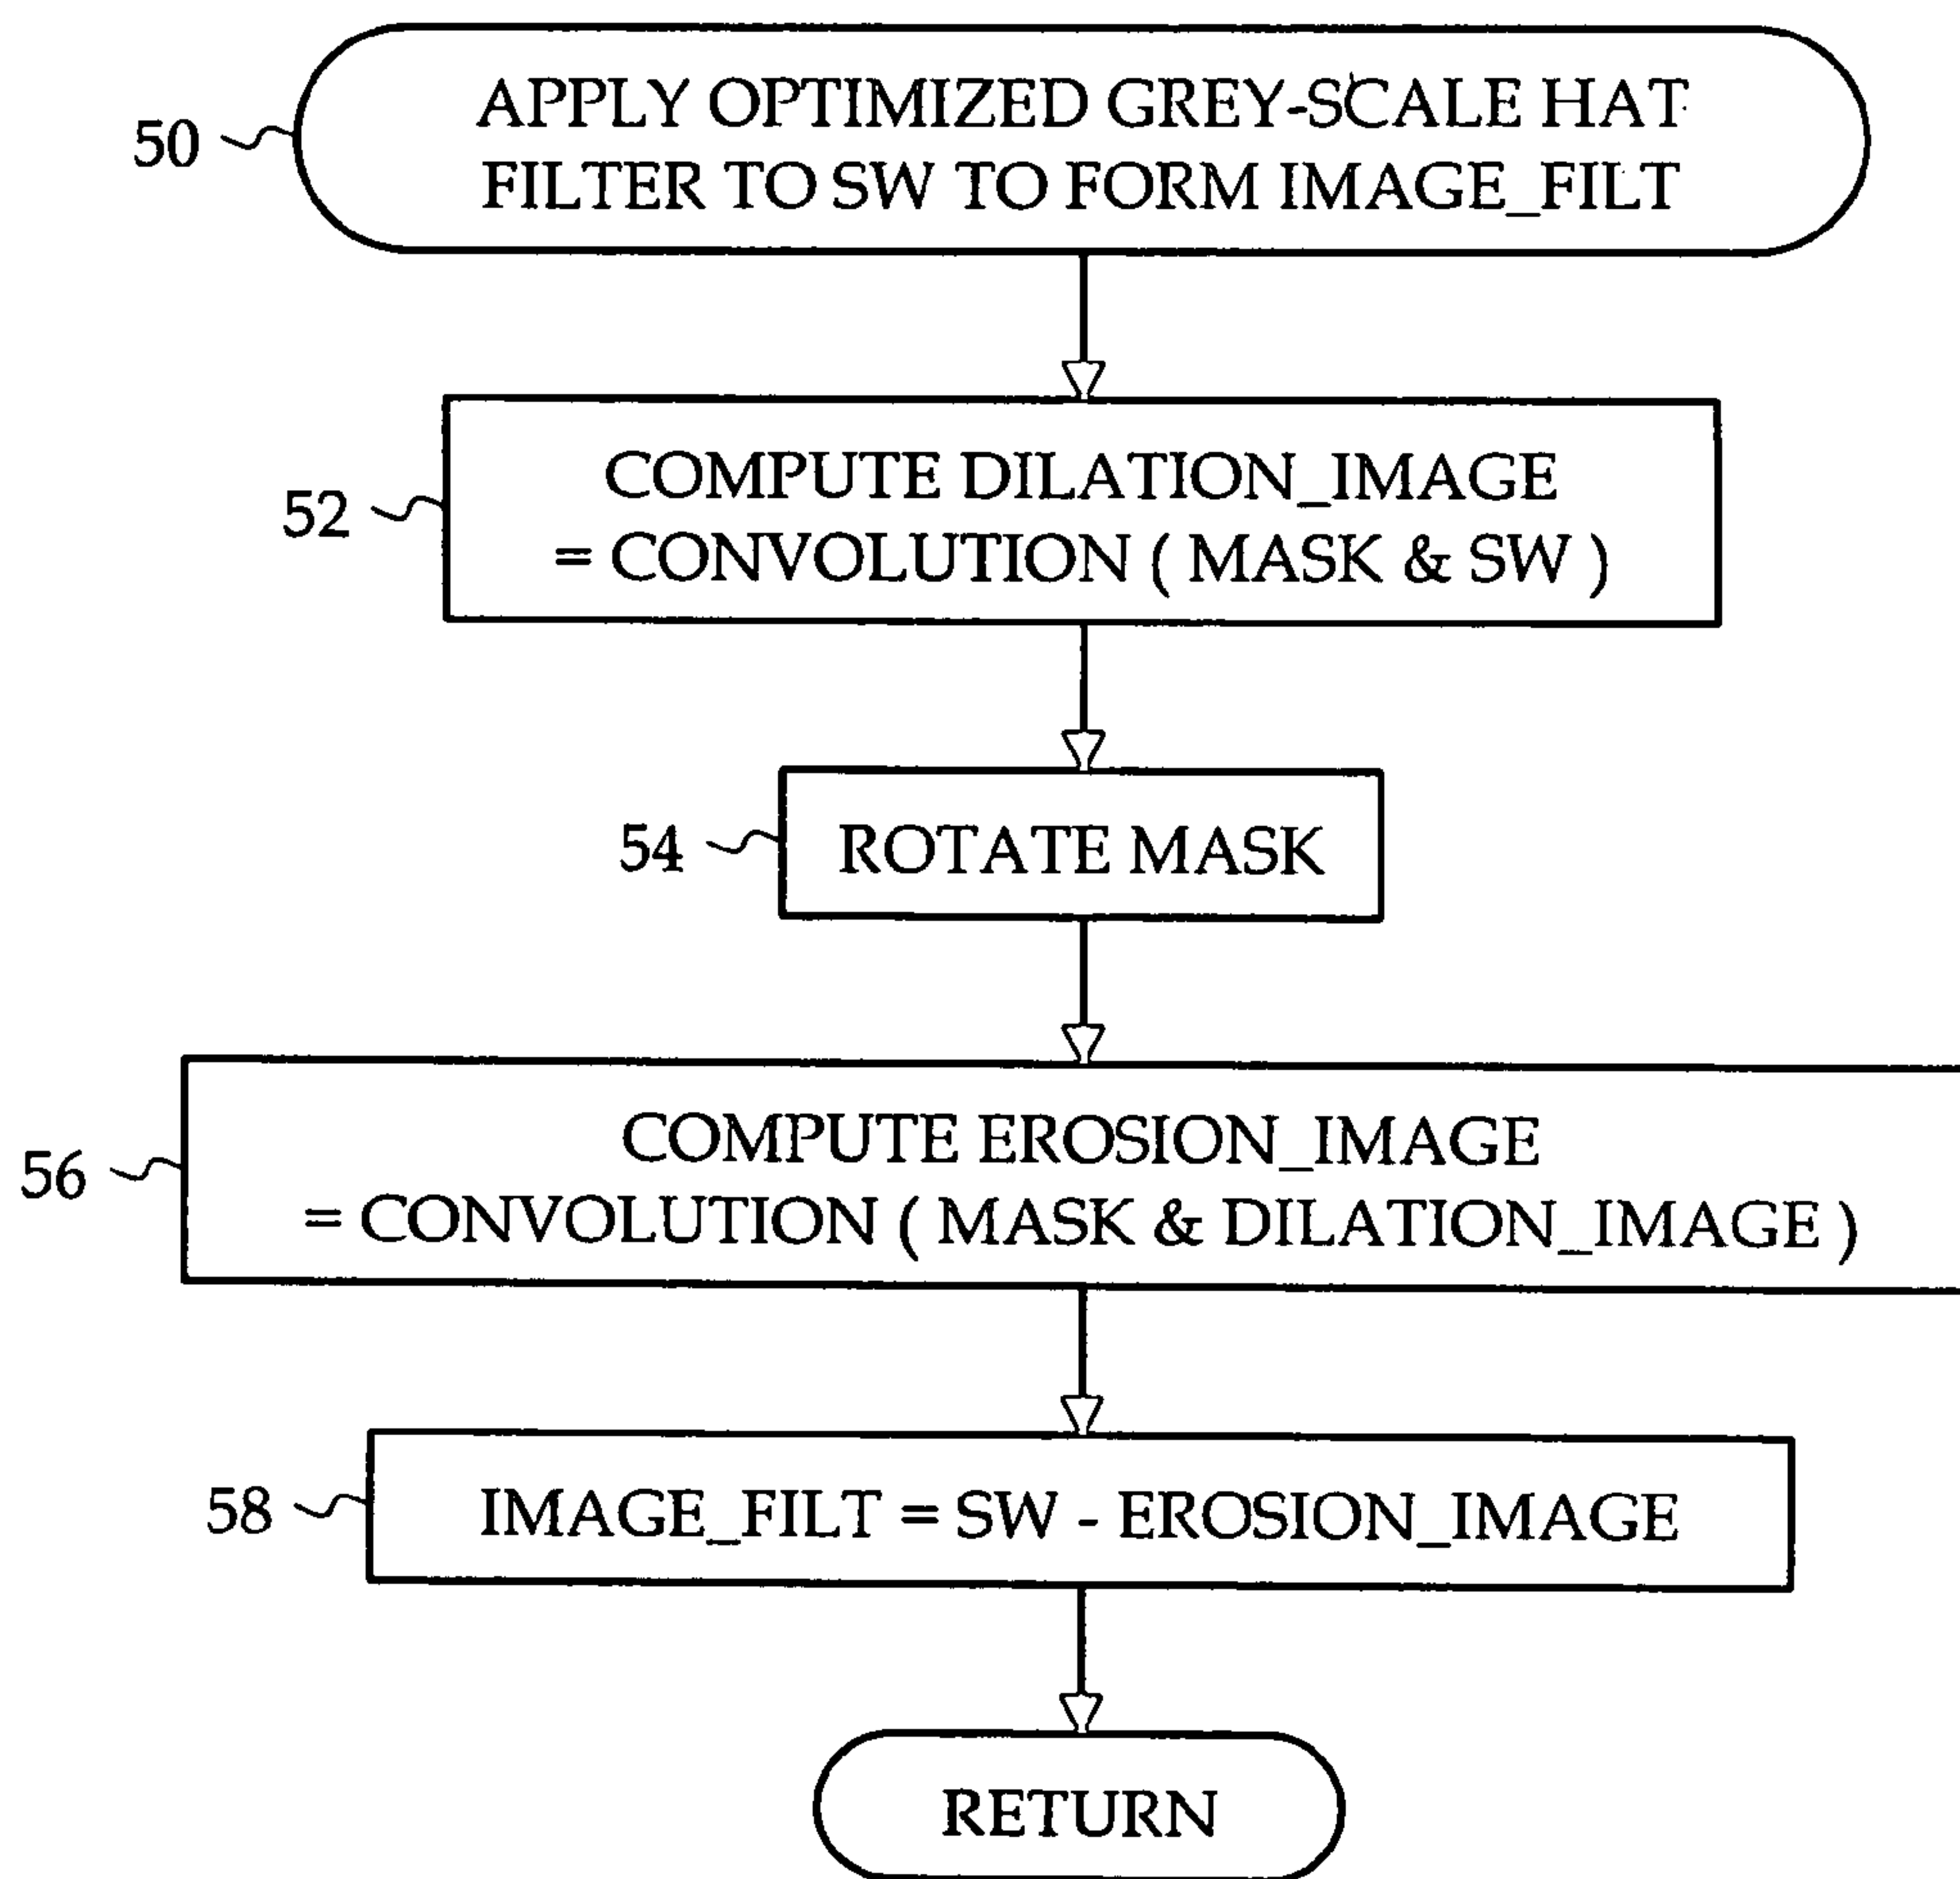 50
APPLY OPTIMIZED GREY-SCALE HAT
FILTER TO SW TO FORM IMAGE_FILT
52
COMPUTE DILATION_IMAGE
= CONVOLUTION ( MASK & SW )
54
ROTATE MASK
56
COMPUTE EROSION_IMAGE
= CONVOLUTION ( MASK & DILATION_IMAGE )
58
IMAGE_FILT = SW - EROSION_IMAGE
RETURN